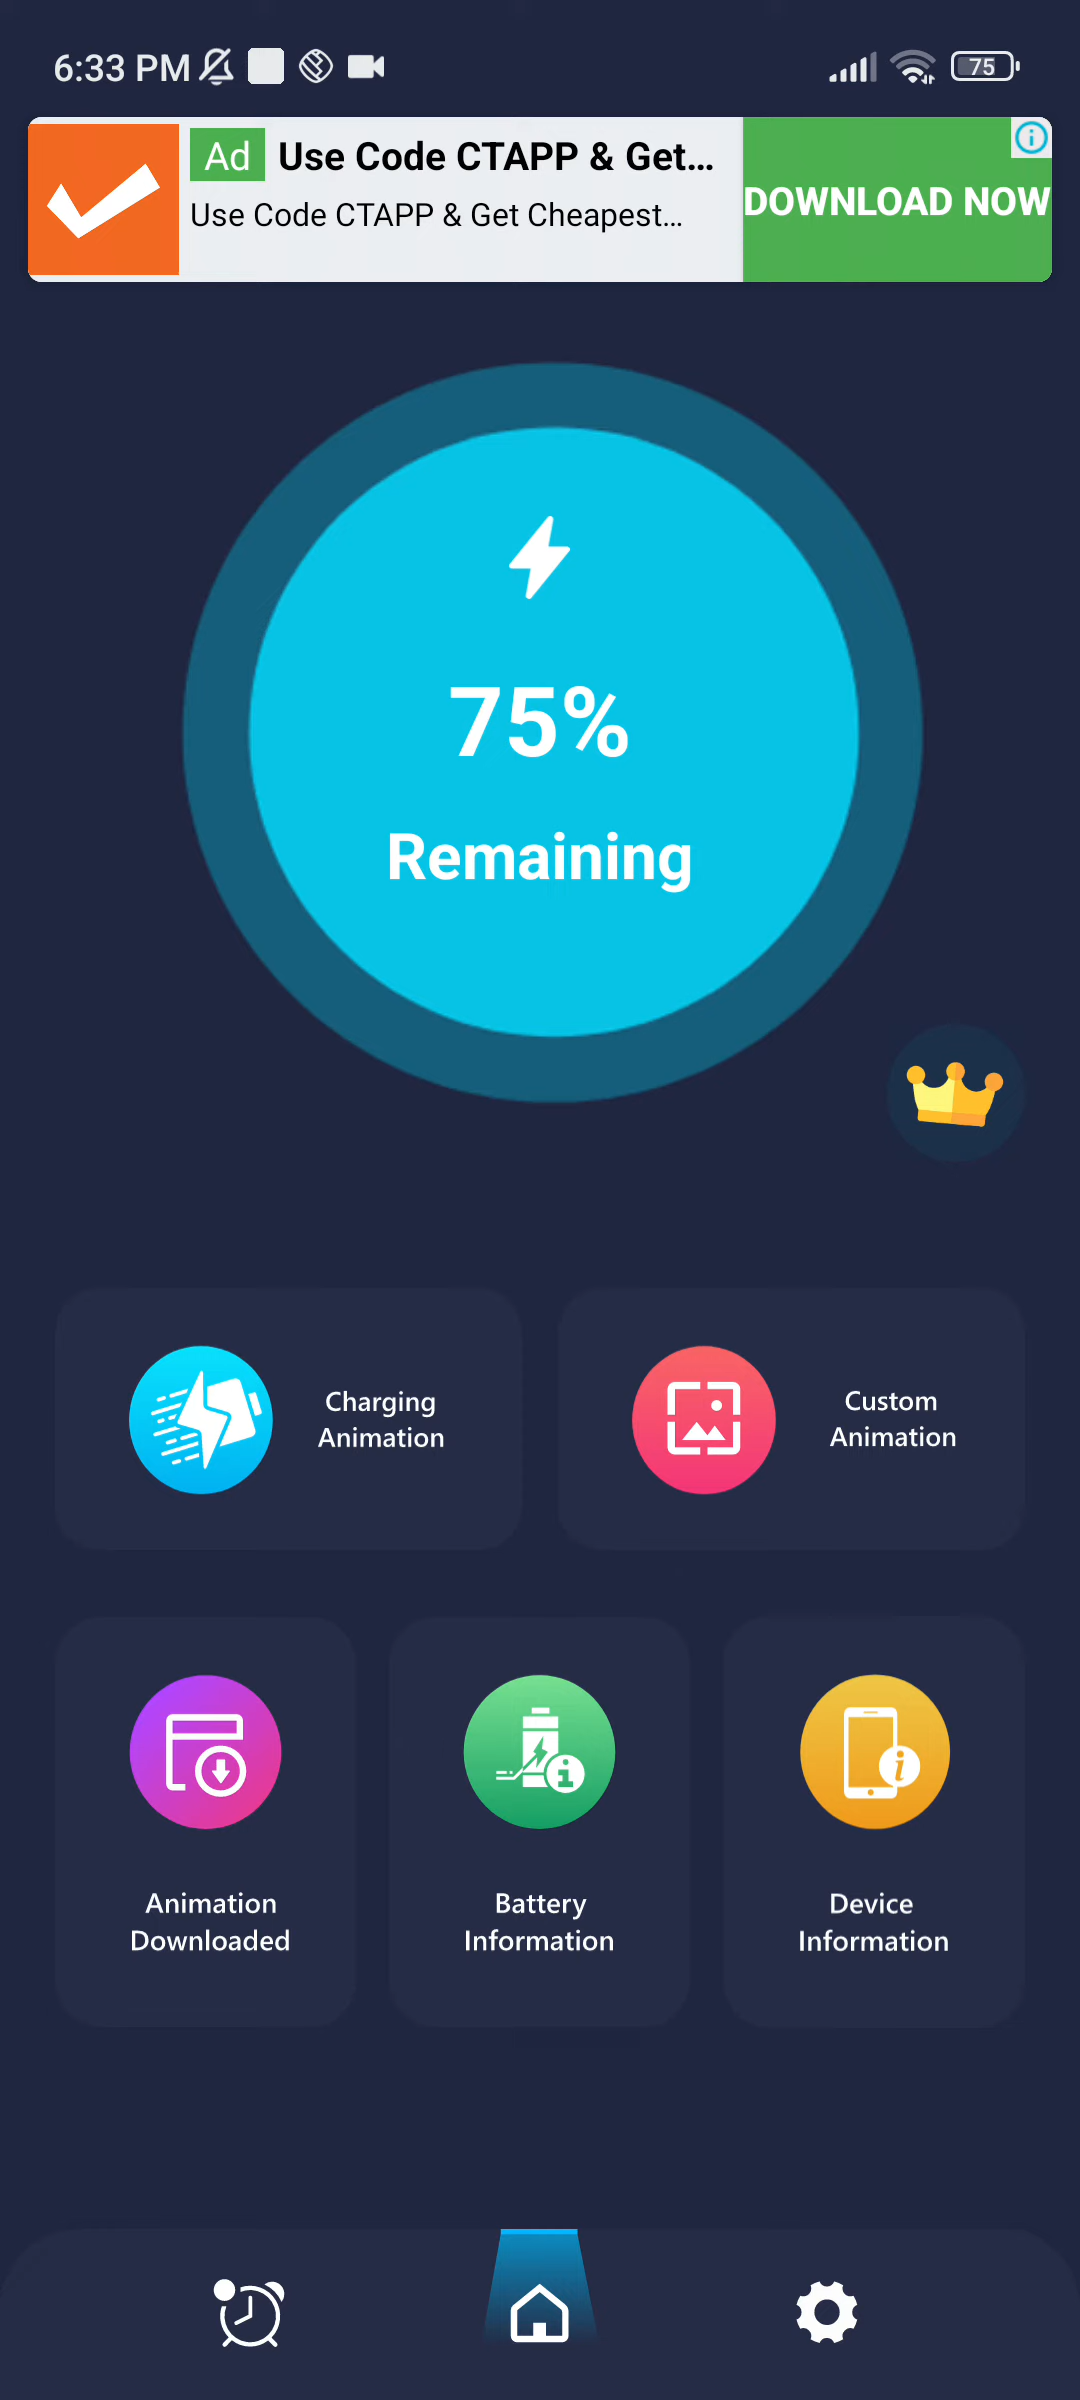 6:33 PM
75
Ad
Use Code CTAPP & Get...
Use Code CTAPP & Get Cheapest...
DOWNLOAD NOW
75%
Remaining
Charging
Animation
Custom
Animation
Animation
Downloaded
Battery
Information
Device
Information